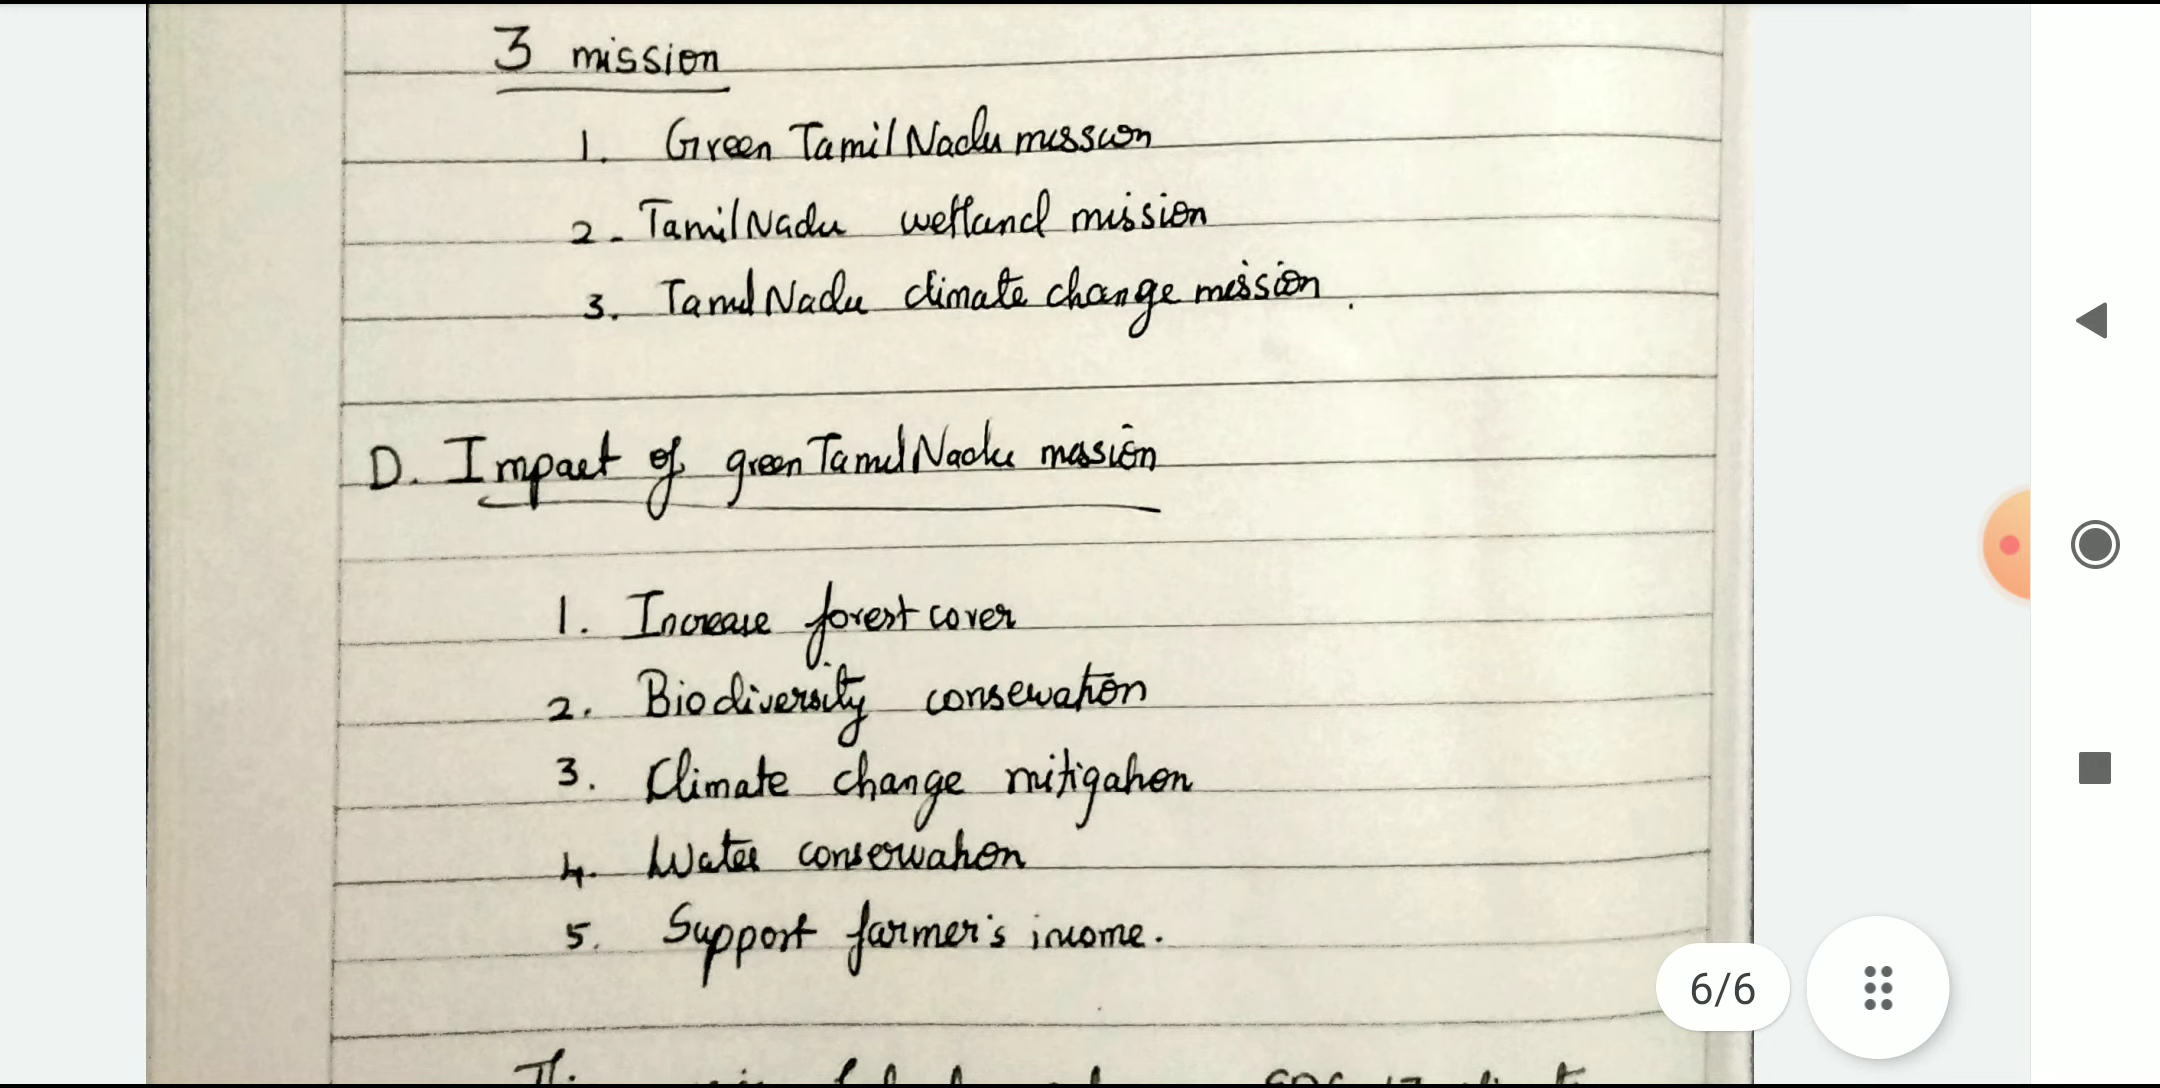 3 mission
1. Green Tamil Nadu mission
2. Tamil Nadu wetland mission
3. Tamil Nadu climate change mission.
D. Impact of green Tamil Nadu mission
1. Increase forest cover
2. Biodiversity conservation
3. Climate change mitigation
4. Water conservation
5. Support farmer's income.
6/6